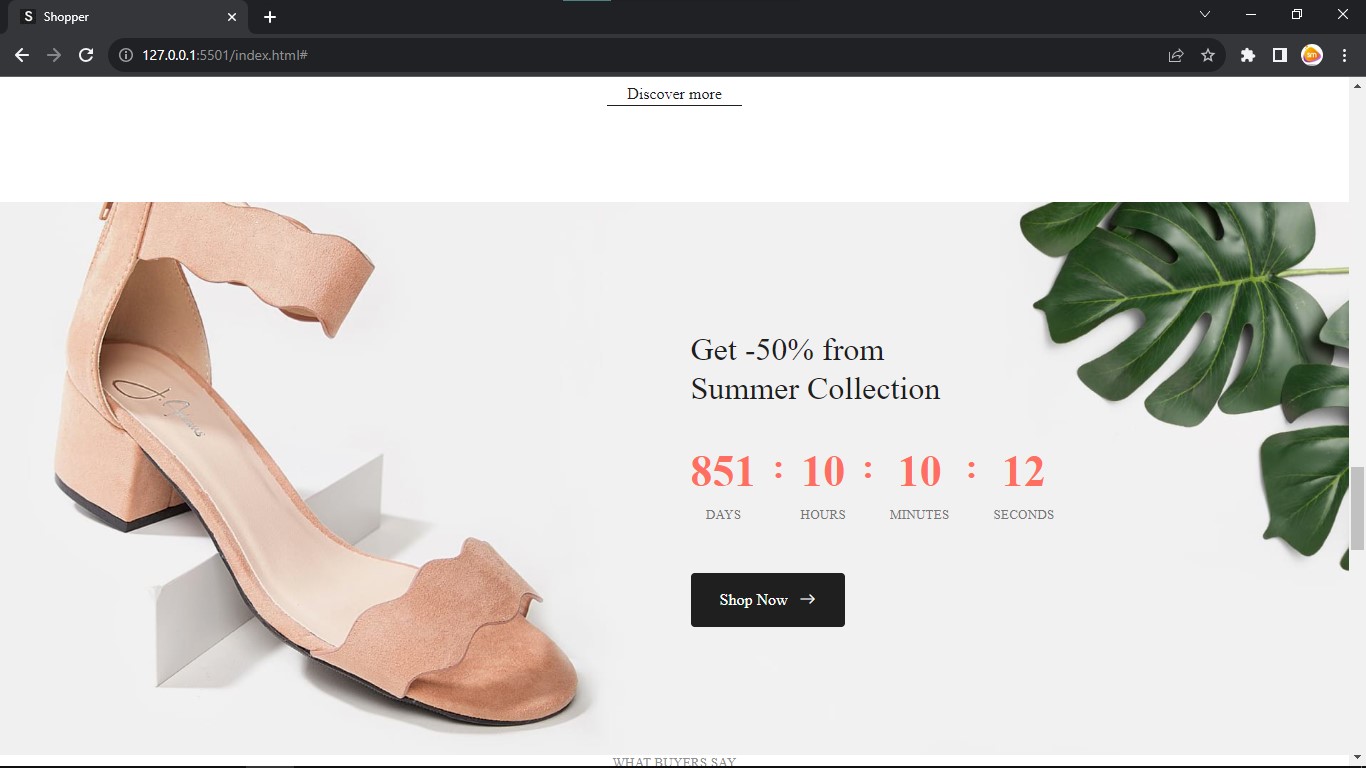 S Shopper
127.0.0.1:5501/index.html#
Discover more
Get -50% from
Summer Collection
851 : 10 : 10 : 12
DAYS HOURS MINUTES SECONDS
Shop Now →
WHAT BUYERS SAY